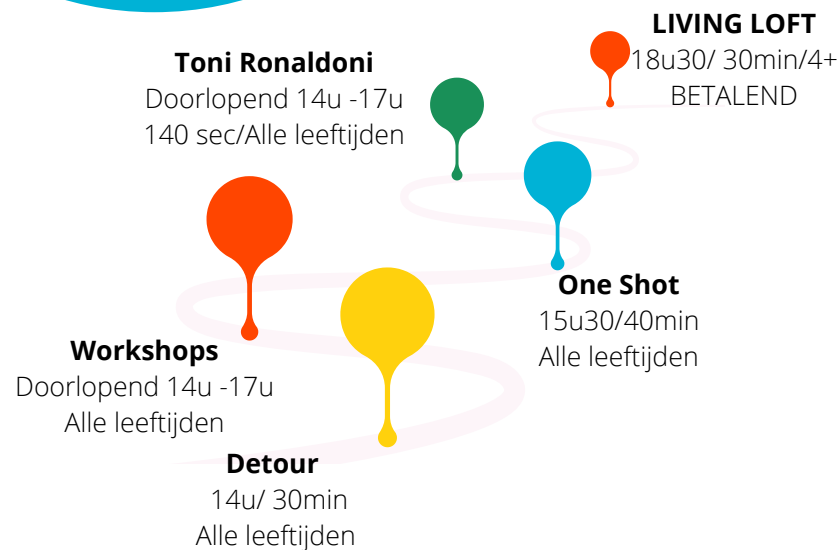 LIVING LOFT
18u30/ 30min/4+
BETALEND
Toni Ronaldoni
Doorlopend 14u -17u
140 sec/Alle leeftijden
One Shot
15u30/40min
Alle leeftijden
Workshops
Doorlopend 14u -17u
Alle leeftijden
Detour
14u/ 30min
Alle leeftijden